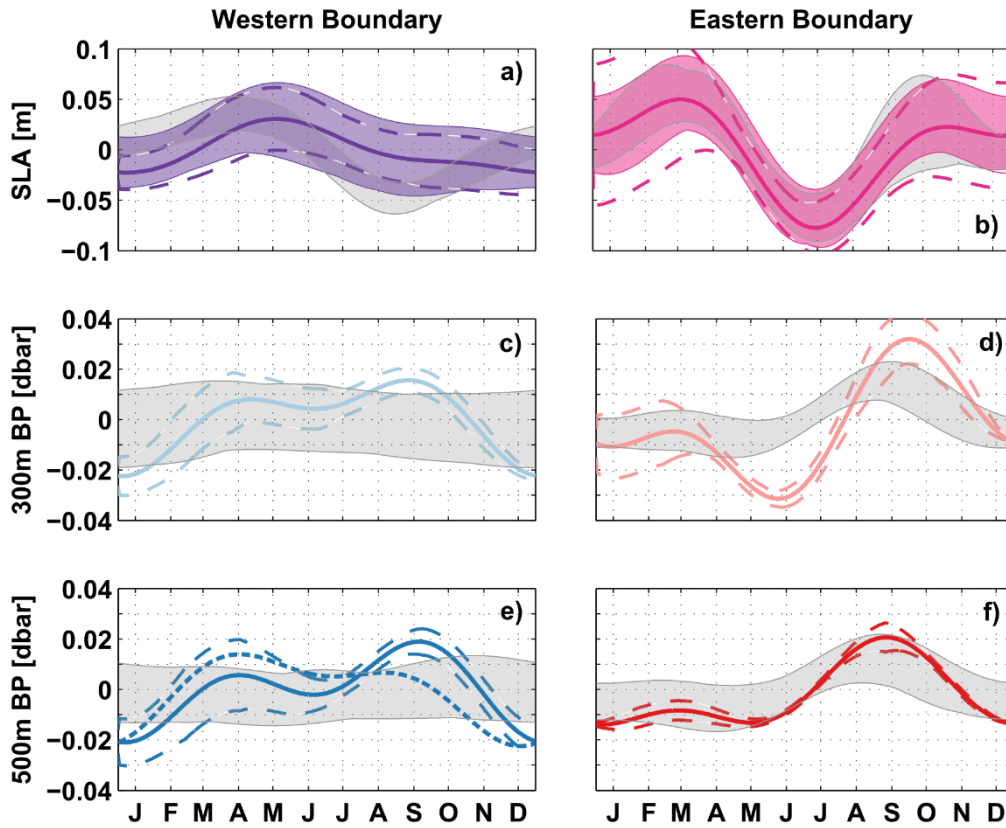 Western Boundary
Eastern Boundary
SLA [m]
0.1
0.05
0
−0.05
−0.1
a)
b)
300m BP [dbar]
0.04
0.02
0
−0.02
−0.04
c)
d)
500m BP [dbar]
0.04
0.02
0
−0.02
−0.04
e)
f)
J F M A M J J A S O N D
J F M A M J J A S O N D